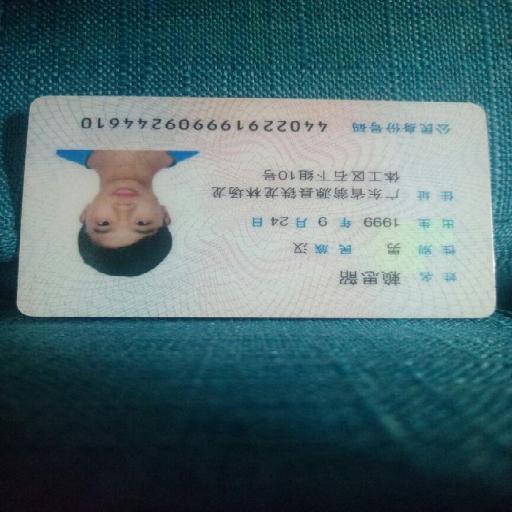 姓名 赖思韶
性别 男 民族 汉
出生 1999 年 9 月 24 日
住址 广东省翁源县铁龙林场龙
体工区石下组10号
公民身份号码 440229199909244610